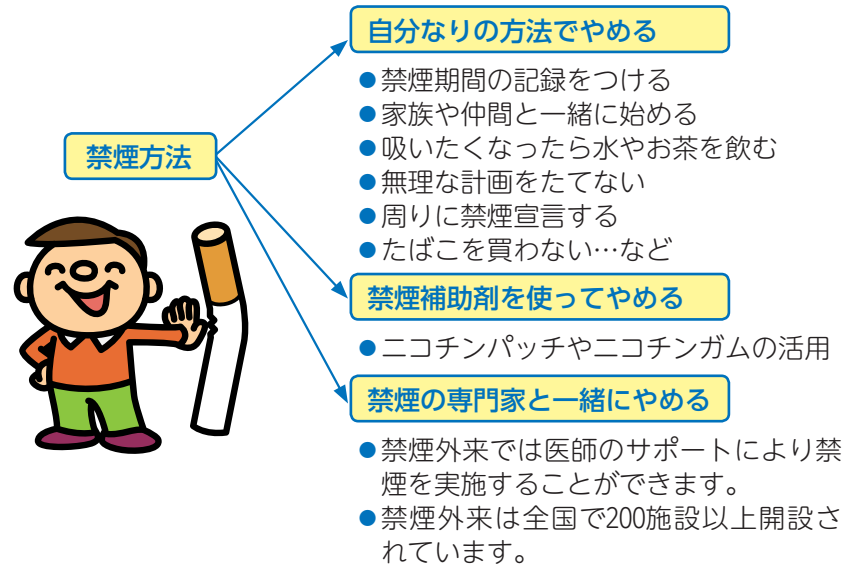 禁煙方法
自分なりの方法でやめる
●禁煙期間の記録をつける
●家族や仲間と一緒に始める
●吸いたくなったら水やお茶を飲む
●無理な計画をたてない
●周りに禁煙宣言する
●たばこを買わない…など
禁煙補助剤を使ってやめる
●ニコチンパッチやニコチンガムの活用
禁煙の専門家と一緒にやめる
●禁煙外来では医師のサポートにより禁
煙を実施することができます。
●禁煙外来は全国で200施設以上開設さ
れています。